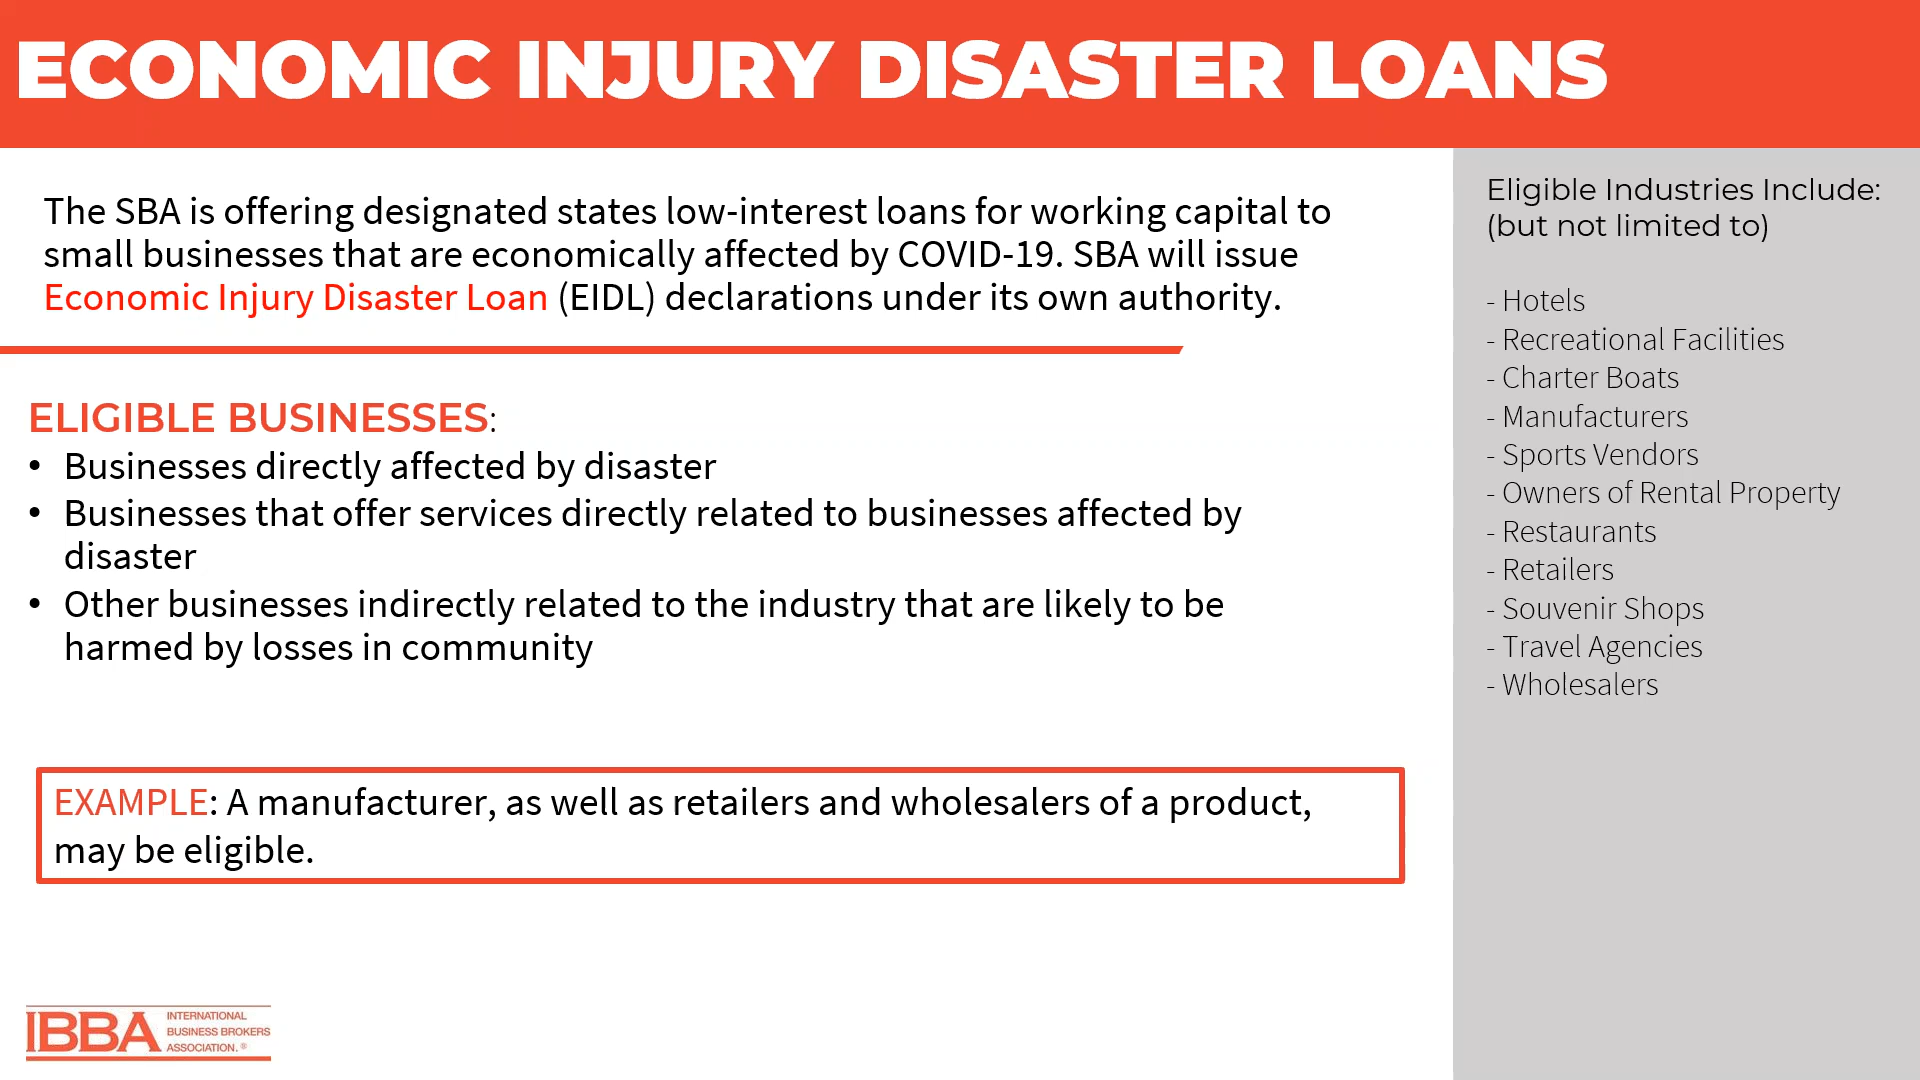 ECONOMIC INJURY DISASTER LOANS
The SBA is offering designated states low-interest loans for working capital to
small businesses that are economically affected by COVID-19. SBA will issue
Economic Injury Disaster Loan (EIDL) declarations under its own authority.
ELIGIBLE BUSINESSES:
• Businesses directly affected by disaster
• Businesses that offer services directly related to businesses affected by
disaster
• Other businesses indirectly related to the industry that are likely to be
harmed by losses in community
EXAMPLE: A manufacturer, as well as retailers and wholesalers of a product,
may be eligible.
Eligible Industries Include:
(but not limited to)
- Hotels
- Recreational Facilities
- Charter Boats
- Manufacturers
- Sports Vendors
- Owners of Rental Property
- Restaurants
- Retailers
- Souvenir Shops
- Travel Agencies
- Wholesalers
IBBA
INTERNATIONAL
BUSINESS BROKERS
ASSOCIATION.®